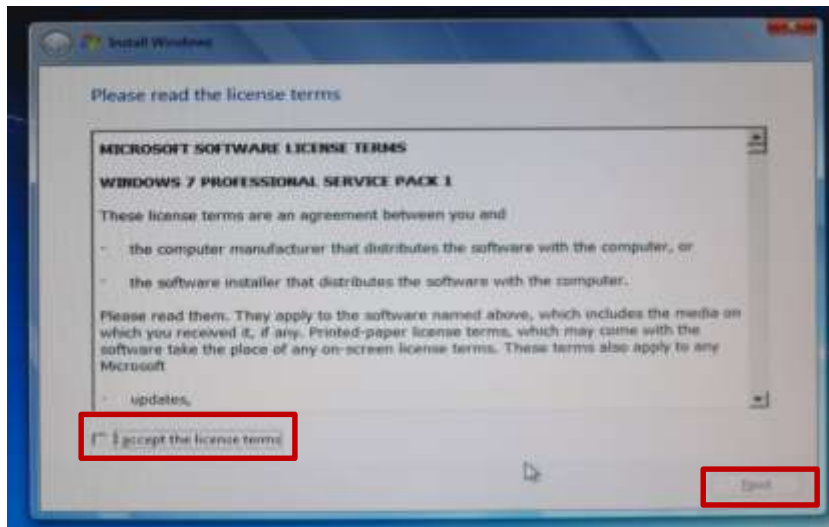 Install Windows
Please read the license terms
MICROSOFT SOFTWARE LICENSE TERMS
WINDOWS 7 PROFESSIONAL SERVICE PACK 1
These license terms are an agreement between you and
· the computer manufacturer that distributes the software with the computer, or
· the software installer that distributes the software with the computer.
Please read them. They apply to the software named above, which includes the media on
which you received it, if any. Printed-paper license terms, which may come with the
software take the place of any on-screen license terms. These terms also apply to any
Microsoft
· updates,
I accept the license terms
Next